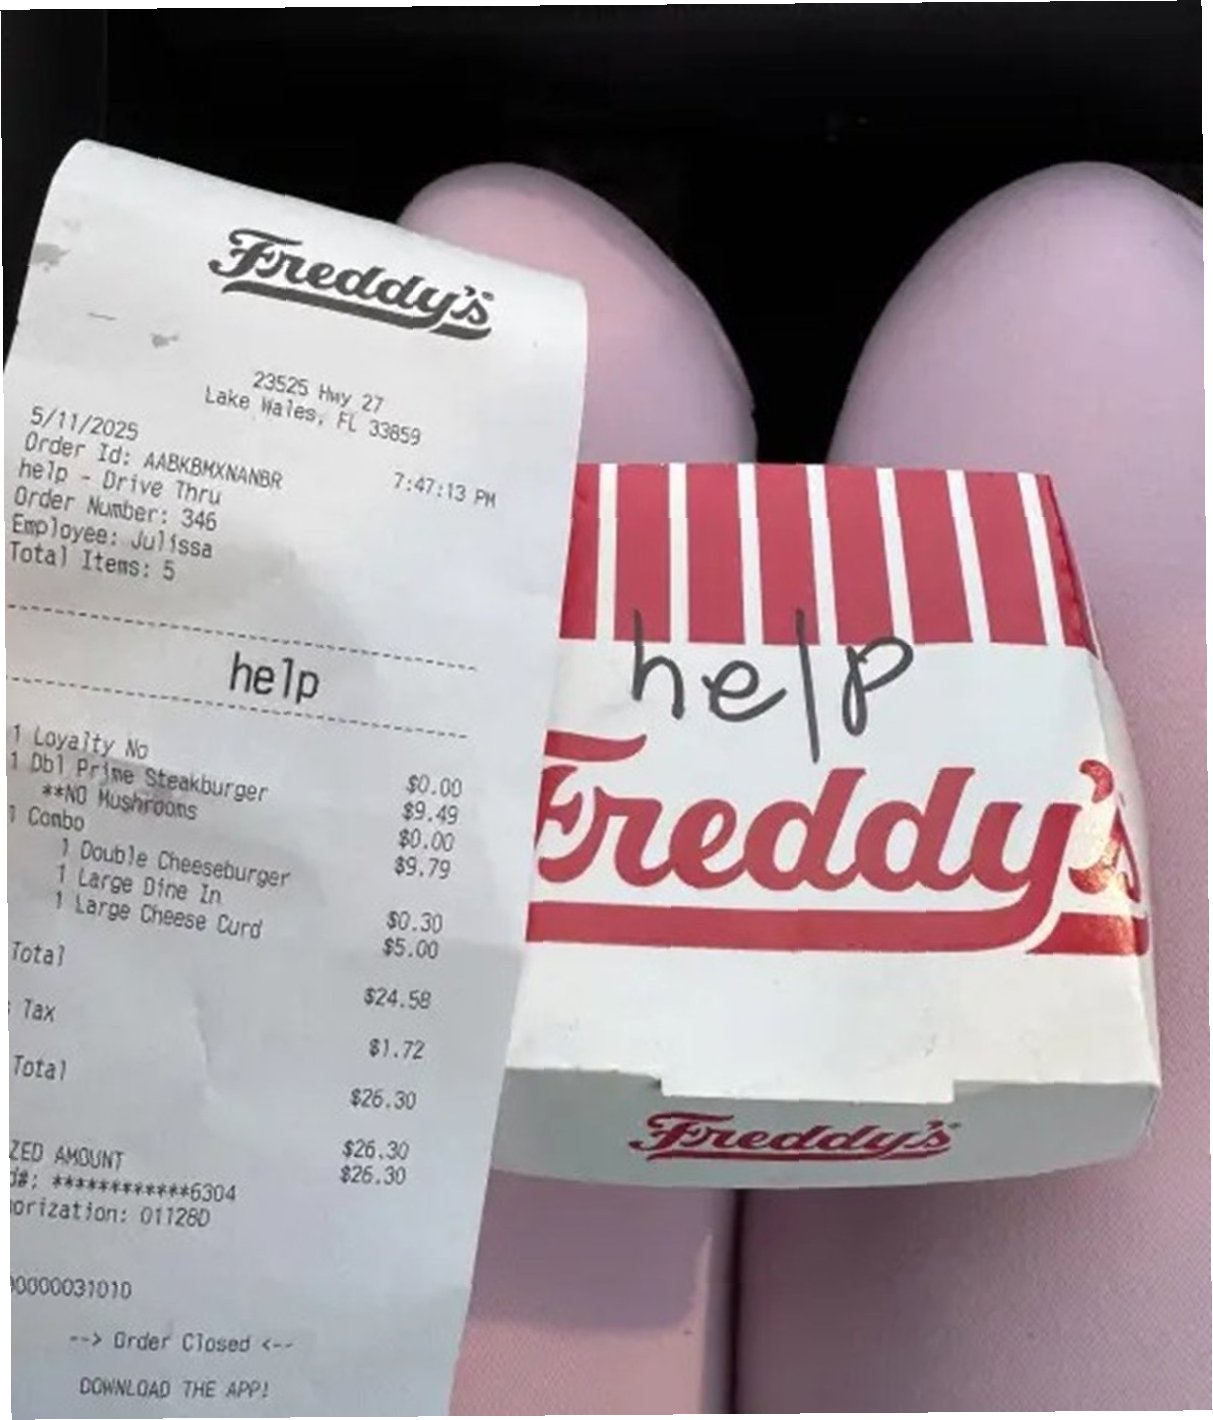 Freddy's
23525 Hwy 27
Lake Wales, FL 33859
5/11/2025 7:47:13 PM
Order Id: AABKBMXNANBR
help - Drive Thru
Order Number: 346
Employee: Julissa
Total Items: 5
help
1 Loyalty No $0.00
1 Dbl Prime Steakburger $9.49
**NO Mushrooms $0.00
1 Combo $9.79
1 Double Cheeseburger
1 Large Dine In $0.30
1 Large Cheese Curd $5.00
Total $24.58
Tax $1.72
Total $26.30
ZED AMOUNT $26.30
#: ************6304 $26.30
orization: 01128D
0000031010
--> Order Closed <--
DOWNLOAD THE APP!
help
Freddy's
Freddy's